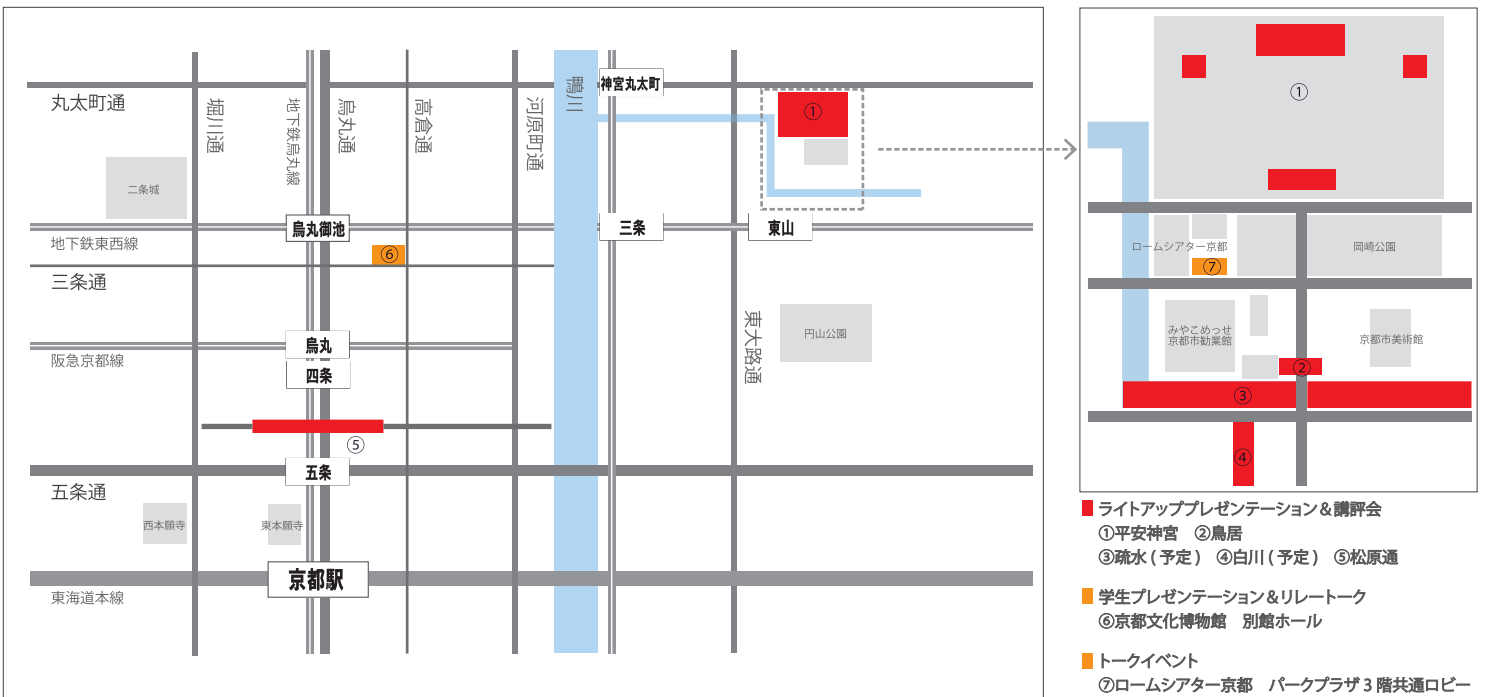 丸太町通
堀川通
地下鉄烏丸線
烏丸通
高倉通
河原町通
鴨川
神宮丸太町
①
二条城
烏丸御池
三条
東山
地下鉄東西線
⑥
三条通
円山公園
東大路通
烏丸
阪急京都線
四条
⑤
五条
五条通
西本願寺
東本願寺
京都駅
東海道本線
①
ロームシアター京都
岡崎公園
⑦
みやこめっせ
京都市勧業館
京都市美術館
②
③
④
ライトアッププレゼンテーション＆講評会
①平安神宮　②鳥居
③疏水 ( 予定 )　④白川 ( 予定 )　⑤松原通
学生プレゼンテーション＆リレートーク
⑥京都文化博物館　別館ホール
トークイベント
⑦ロームシアター京都　パークプラザ 3 階共通ロビー